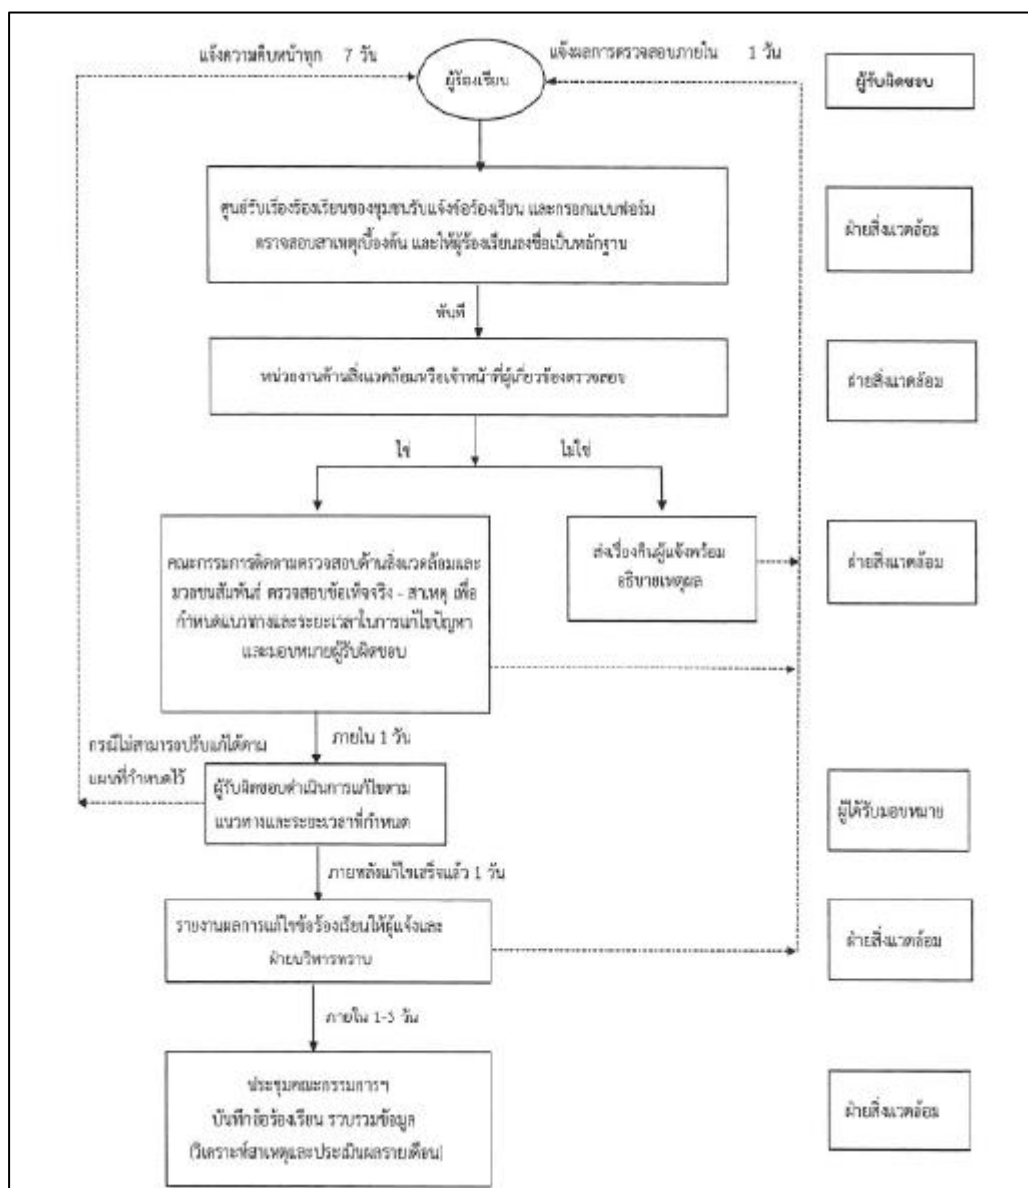 แจ้งความคืบหน้าทุก 7 วัน
แจ้งผลการตรวจสอบภายใน 1 วัน
ผู้ร้องเรียน
ผู้รับผิดชอบ
ศูนย์รับเรื่องร้องเรียนของชุมชนรับแจ้งข้อร้องเรียน และกรอกแบบฟอร์ม
ตรวจสอบสาเหตุเบื้องต้น และให้ผู้ร้องเรียนลงชื่อเป็นหลักฐาน
ฝ่ายสิ่งแวดล้อม
ทันที
หน่วยงานด้านสิ่งแวดล้อมหรือเจ้าหน้าที่ผู้เกี่ยวข้องตรวจสอบ
ฝ่ายสิ่งแวดล้อม
ใช่
ไม่ใช่
คณะกรรมการติดตามตรวจสอบด้านสิ่งแวดล้อมและ
มวลชนสัมพันธ์ ตรวจสอบข้อเท็จจริง - สาเหตุ เพื่อ
กำหนดแนวทางและระยะเวลาในการแก้ไขปัญหา
และมอบหมายผู้รับผิดชอบ
ส่งเรื่องคืนผู้แจ้งพร้อม
อธิบายเหตุผล
ฝ่ายสิ่งแวดล้อม
ภายใน 1 วัน
กรณีไม่สามารถปรับแก้ได้ตาม
แผนที่กำหนดไว้
ผู้รับผิดชอบดำเนินการแก้ไขตาม
แนวทางและระยะเวลาที่กำหนด
ผู้ได้รับมอบหมาย
ภายหลังแก้ไขเสร็จแล้ว 1 วัน
รายงานผลการแก้ไขข้อร้องเรียนให้ผู้แจ้งและ
ฝ่ายบริหารทราบ
ฝ่ายสิ่งแวดล้อม
ภายใน 1-3 วัน
ประชุมคณะกรรมการฯ
บันทึกข้อร้องเรียน รวบรวมข้อมูล
(วิเคราะห์สาเหตุและประเมินผลรายเดือน)
ฝ่ายสิ่งแวดล้อม